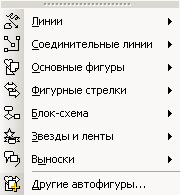 Линии
Соединительные линии
Основные фигуры
Фигурные стрелки
Блок-схема
Звезды и ленты
Выноски
Другие автофигуры...